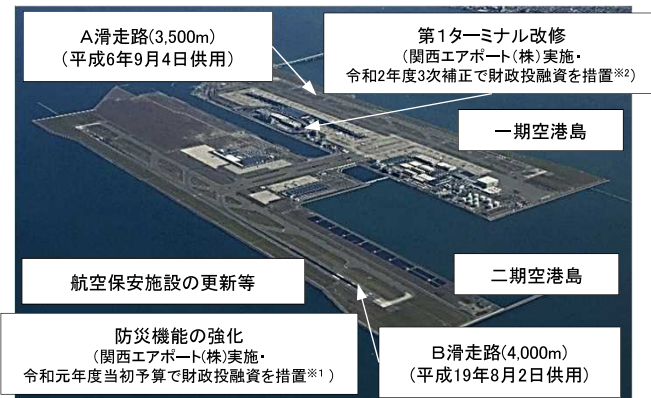 A滑走路(3,500m)
(平成6年9月4日供用)
第1ターミナル改修
(関西エアポート(株)実施・
令和2年度3次補正で財政投融資を措置※2)
一期空港島
航空保安施設の更新等
二期空港島
防災機能の強化
(関西エアポート(株)実施・
令和元年度当初予算で財政投融資を措置※1)
B滑走路(4,000m)
(平成19年8月2日供用)